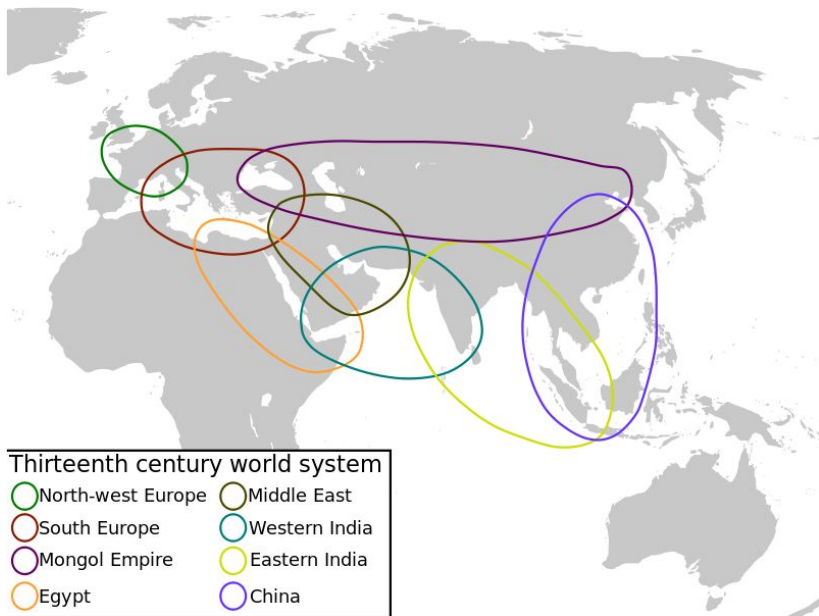 Thirteenth century world system
North-west Europe
South Europe
Mongol Empire
Egypt
Middle East
Western India
Eastern India
China